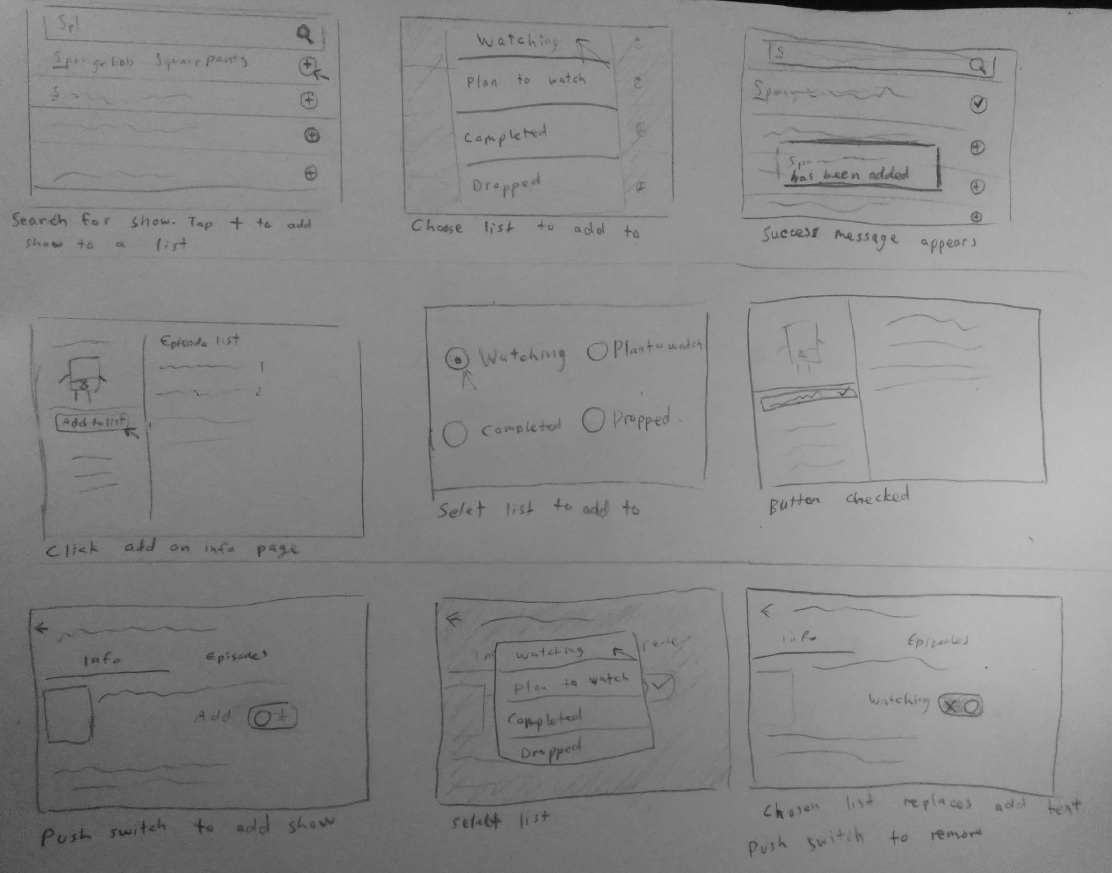 Spl
Spongebob Squarepants
Search for show. Tap + to add
show to a list
Watching
Plan to watch
Completed
Dropped
Choose list to add to
Ts
has been added
Success message appears
Episode list
1
2
Add to list
Click add on info page
Watching
Plan to watch
Completed
Dropped
Selet list to add to
Button checked
Info
Episodes
Add
Push switch to add show
Watching
Plan to watch
Completed
Dropped
Select list
Info
Episodes
Watching
Chosen list replaces add text
Push switch to remove